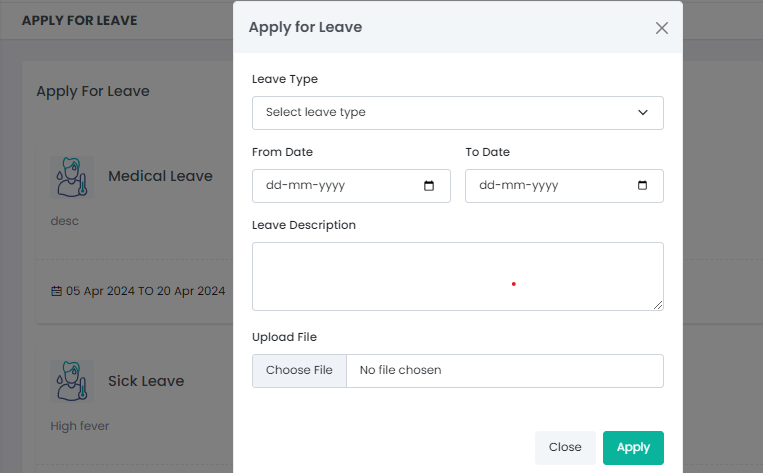 APPLY FOR LEAVE
Apply For Leave
Medical Leave
desc
05 Apr 2024 TO 20 Apr 2024
Sick Leave
High fever
Apply for Leave
Leave Type
Select leave type
From Date To Date
dd-mm-yyyy dd-mm-yyyy
Leave Description
Upload File
Choose File No file chosen
Close Apply